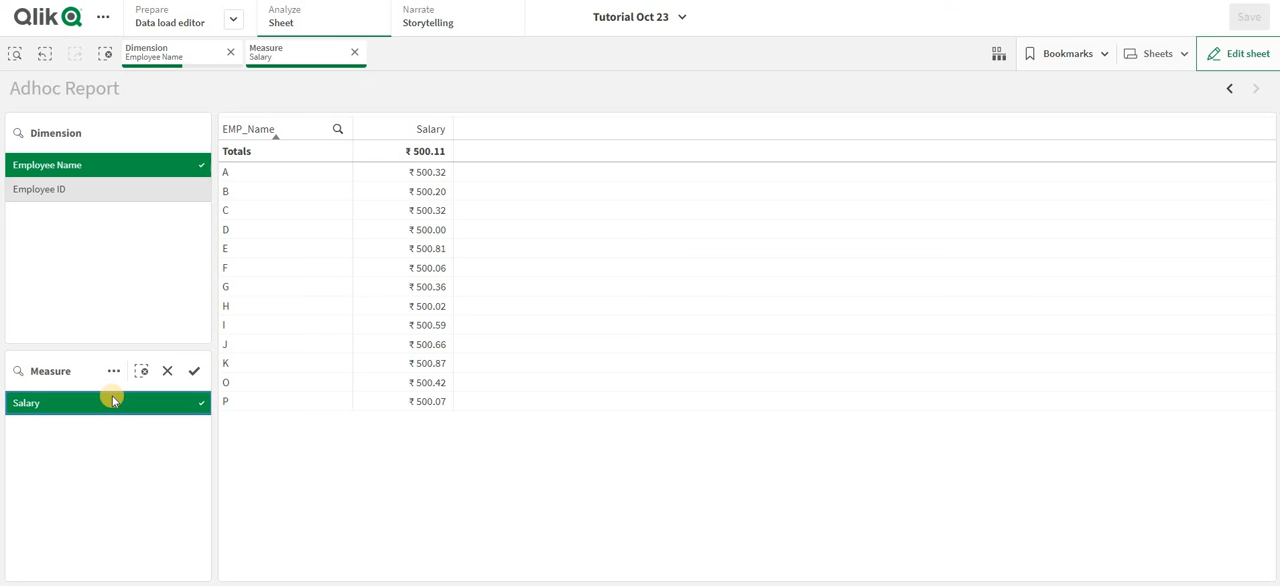 Qlik
Prepare
Data load editor
Analyze
Sheet
Narrate
Storytelling
Tutorial Oct 23
Save
Dimension
Employee Name
Measure
Salary
Bookmarks
Sheets
Edit sheet
Adhoc Report
Dimension
Employee Name
Employee ID
Measure
Salary
EMP_Name Salary
Totals ₹ 500.11
A ₹ 500.32
B ₹ 500.20
C ₹ 500.32
D ₹ 500.00
E ₹ 500.81
F ₹ 500.06
G ₹ 500.36
H ₹ 500.02
I ₹ 500.59
J ₹ 500.66
K ₹ 500.87
O ₹ 500.42
P ₹ 500.07